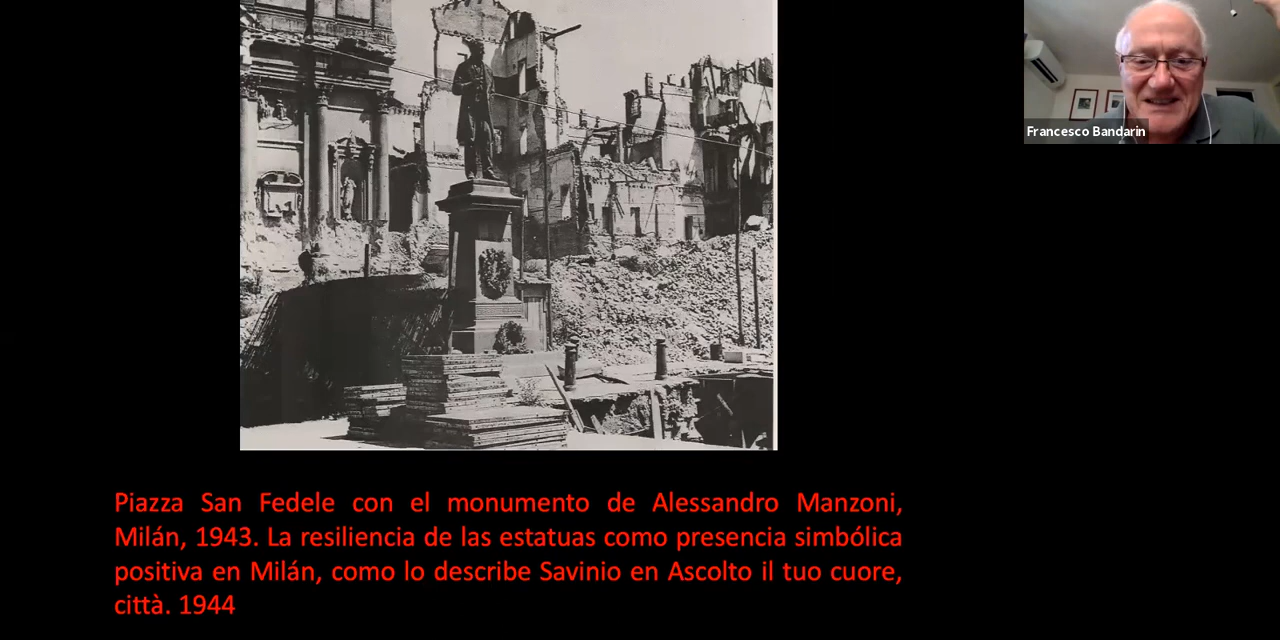 Francesco Bandarin
Piazza San Fedele con el monumento de Alessandro Manzoni,
Milán, 1943. La resiliencia de las estatuas como presencia simbólica
positiva en Milán, como lo describe Savinio en Ascolto il tuo cuore,
città. 1944